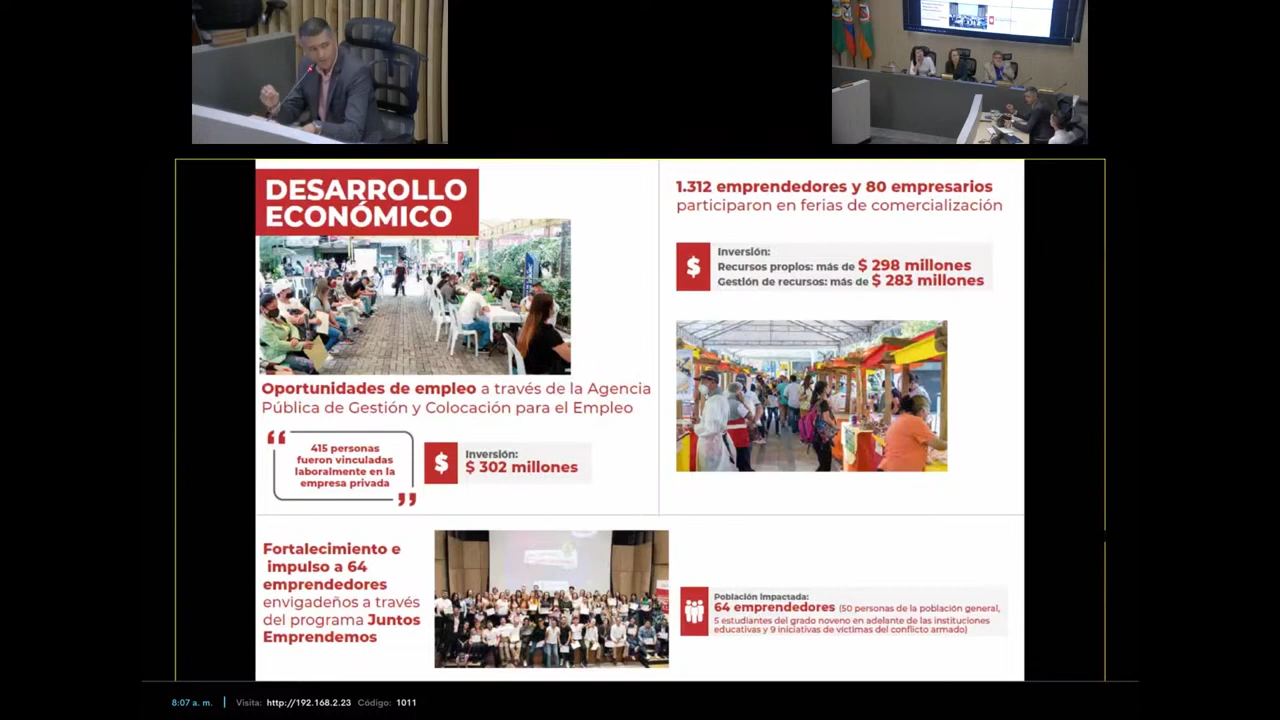 DESARROLLO
ECONÓMICO
Oportunidades de empleo a través de la Agencia
Pública de Gestión y Colocación para el Empleo
“
415 personas
fueron vinculadas
laboralmente en la
empresa privada
”
$
Inversión:
$ 302 millones
1.312 emprendedores y 80 empresarios
participaron en ferias de comercialización
$
Inversión:
Recursos propios: más de $ 298 millones
Gestión de recursos: más de $ 283 millones
Fortalecimiento e
impulso a 64
emprendedores
envigadeños a través
del programa Juntos
Emprendemos
Población impactada:
64 emprendedores (50 personas de la población general,
5 estudiantes del grado noveno en adelante de las instituciones
educativas y 9 iniciativas de víctimas del conflicto armado)
8:07 a. m. | Visita: http://192.168.2.23 Código: 1011